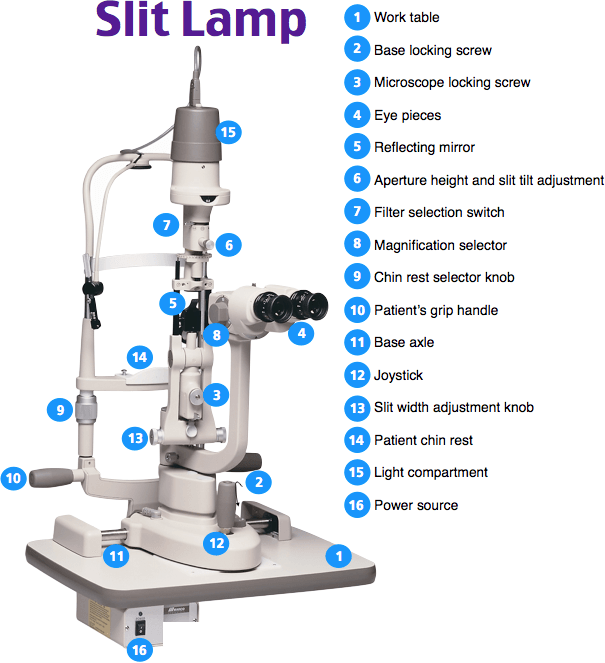 Slit Lamp
1 Work table
2 Base locking screw
3 Microscope locking screw
4 Eye pieces
5 Reflecting mirror
6 Aperture height and slit tilt adjustment
7 Filter selection switch
8 Magnification selector
9 Chin rest selector knob
10 Patient's grip handle
11 Base axle
12 Joystick
13 Slit width adjustment knob
14 Patient chin rest
15 Light compartment
16 Power source
15
7
6
5
8
4
14
3
9
13
10
2
12
11
1
16